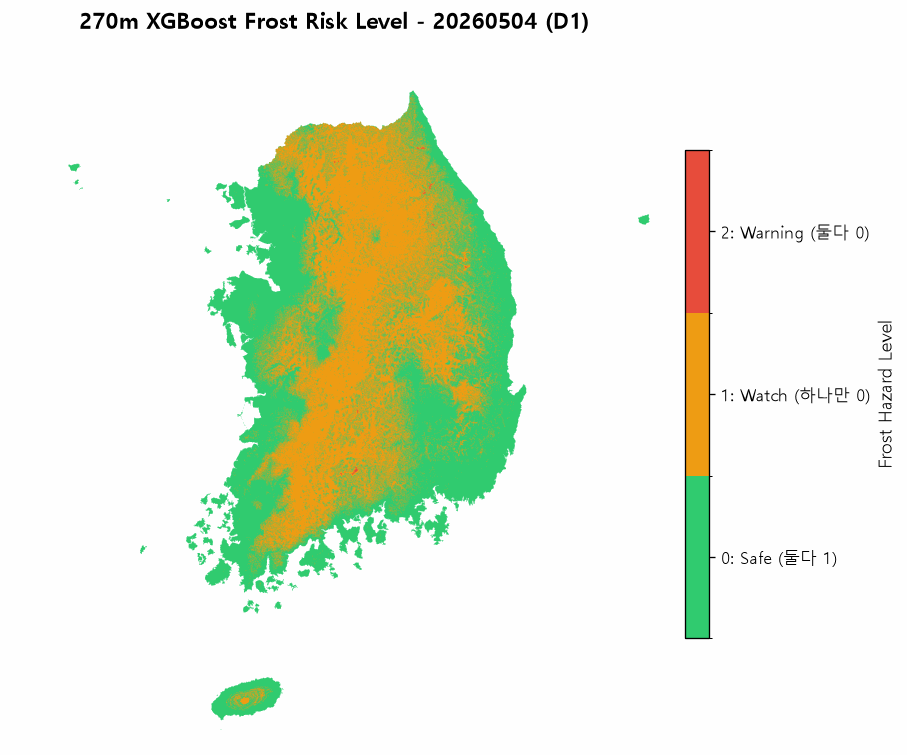 270m XGBoost Frost Risk Level - 20260504 (D1)
2: Warning (둘다 0)
1: Watch (하나만 0)
0: Safe (둘다 1)
Frost Hazard Level